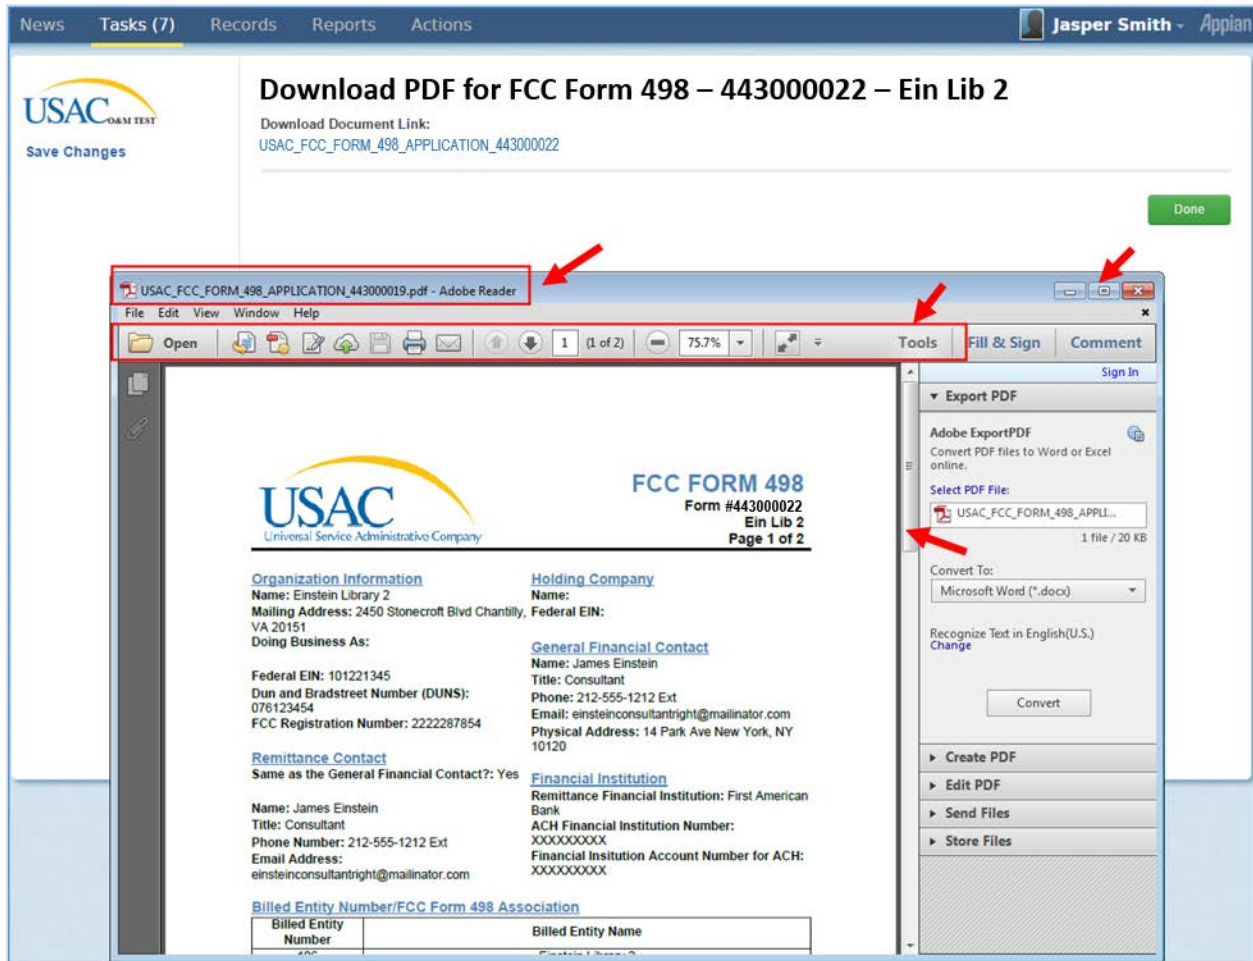 News Tasks (7) Records Reports Actions Jasper Smith Appian
USAC O&M TEST
Save Changes
Download PDF for FCC Form 498 – 443000022 – Ein Lib 2
Download Document Link:
USAC_FCC_FORM_498_APPLICATION_443000022
Done
USAC_FCC_FORM_498_APPLICATION_443000019.pdf - Adobe Reader
File Edit View Window Help
Open 1 (1 of 2) 75.7% Tools Fill & Sign Comment
Sign In
USAC
Universal Service Administrative Company
FCC FORM 498
Form #443000022
Ein Lib 2
Page 1 of 2
Organization Information
Name: Einstein Library 2
Mailing Address: 2450 Stonecroft Blvd Chantilly,
VA 20151
Doing Business As:
Federal EIN: 101221345
Dun and Bradstreet Number (DUNS):
076123454
FCC Registration Number: 2222287854
Remittance Contact
Same as the General Financial Contact?: Yes
Name: James Einstein
Title: Consultant
Phone Number: 212-555-1212 Ext
Email Address:
einsteinconsultantright@mailinator.com
Holding Company
Name:
Federal EIN:
General Financial Contact
Name: James Einstein
Title: Consultant
Phone: 212-555-1212 Ext
Email: einsteinconsultantright@mailinator.com
Physical Address: 14 Park Ave New York, NY
10120
Financial Institution
Remittance Financial Institution: First American
Bank
ACH Financial Institution Number:
XXXXXXXXX
Financial Insitution Account Number for ACH:
XXXXXXXXX
Billed Entity Number/FCC Form 498 Association
Billed Entity
Number
Billed Entity Name
Export PDF
Adobe ExportPDF
Convert PDF files to Word or Excel
online.
Select PDF File:
USAC_FCC_FORM_498_APPLI...
1 file / 20 KB
Convert To:
Microsoft Word (*.docx)
Recognize Text in English(U.S.)
Change
Convert
Create PDF
Edit PDF
Send Files
Store Files